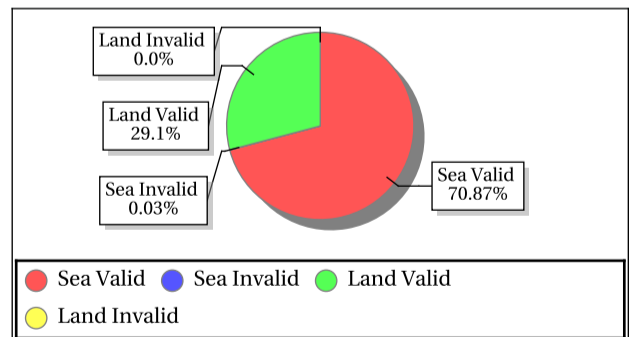 Land Invalid
0.0%
Land Valid
29.1%
Sea Invalid
0.03%
Sea Valid
70.87%
Sea Valid Sea Invalid Land Valid
Land Invalid